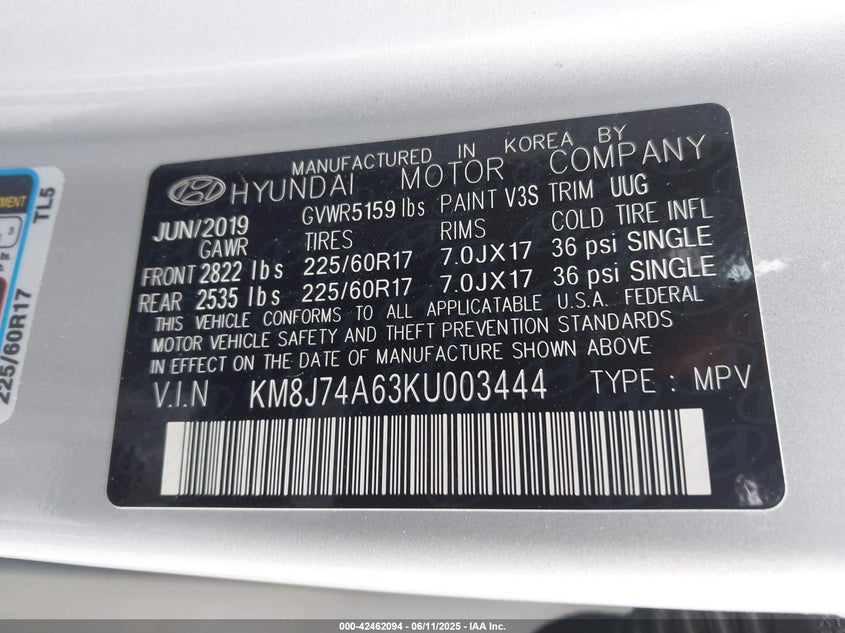 MANUFACTURED IN KOREA BY
HYUNDAI MOTOR COMPANY
JUN/2019 GVWR5159 lbs PAINT V3S TRIM UUG
GAWR TIRES RIMS COLD TIRE INFL
FRONT 2822 lbs 225/60R17 7.0JX17 36 psi SINGLE
REAR 2535 lbs 225/60R17 7.0JX17 36 psi SINGLE
THIS VEHICLE CONFORMS TO ALL APPLICATABLE U.S.A. FEDERAL
MOTOR VEHICLE SAFETY AND THEFT PREVENTION STANDARDS
IN EFFECT ON THE DATE OF MANUFACTURE SHOWN ABOVE
V.I.N KM8J74A63KU003444 TYPE : MPV
TL5
3
225/60R17
000-42462094 - 06/11/2025 - IAA Inc.